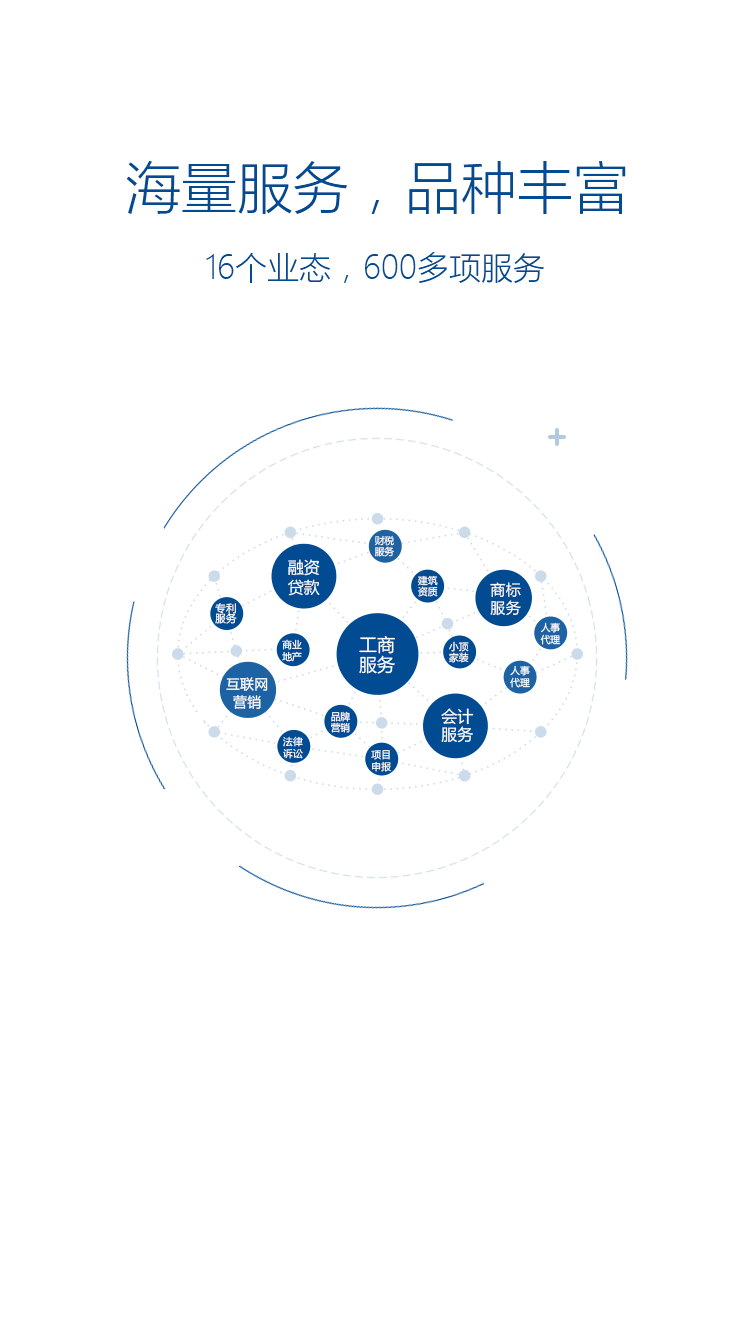 海量服务，品种丰富
16个业态，600多项服务
财税
服务
融资
贷款
建筑
资质
商标
服务
专利
服务
人事
代理
工商
服务
商业
地产
小顶
家装
人事
代理
互联网
营销
品牌
营销
会计
服务
法律
诉讼
项目
申报